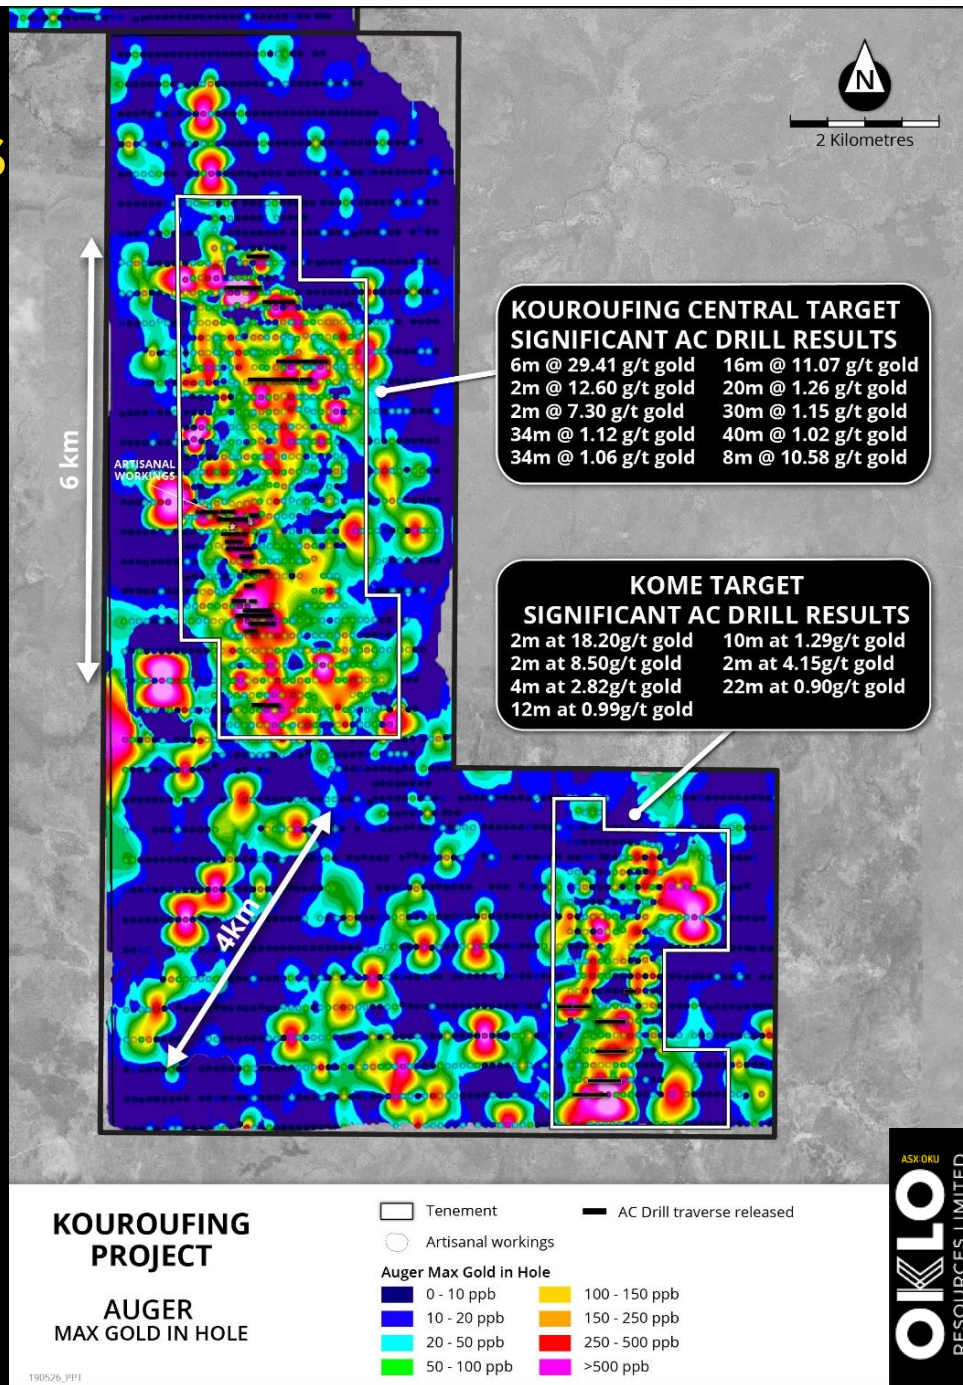 S
N
2 Kilometres
KOUROUFING CENTRAL TARGET
SIGNIFICANT AC DRILL RESULTS
6m @ 29.41 g/t gold 16m @ 11.07 g/t gold
2m @ 12.60 g/t gold 20m @ 1.26 g/t gold
2m @ 7.30 g/t gold 30m @ 1.15 g/t gold
34m @ 1.12 g/t gold 40m @ 1.02 g/t gold
34m @ 1.06 g/t gold 8m @ 10.58 g/t gold
6 km
ARTISANAL
WORKINGS
KOME TARGET
SIGNIFICANT AC DRILL RESULTS
2m at 18.20g/t gold 10m at 1.29g/t gold
2m at 8.50g/t gold 2m at 4.15g/t gold
4m at 2.82g/t gold 22m at 0.90g/t gold
12m at 0.99g/t gold
4km
KOUROUFING
PROJECT
AUGER
MAX GOLD IN HOLE
190526_PPT
Tenement AC Drill traverse released
Artisanal workings
Auger Max Gold in Hole
0 - 10 ppb 100 - 150 ppb
10 - 20 ppb 150 - 250 ppb
20 - 50 ppb 250 - 500 ppb
50 - 100 ppb >500 ppb
ASX:OKU
OKLO
RESOURCES LIMITED